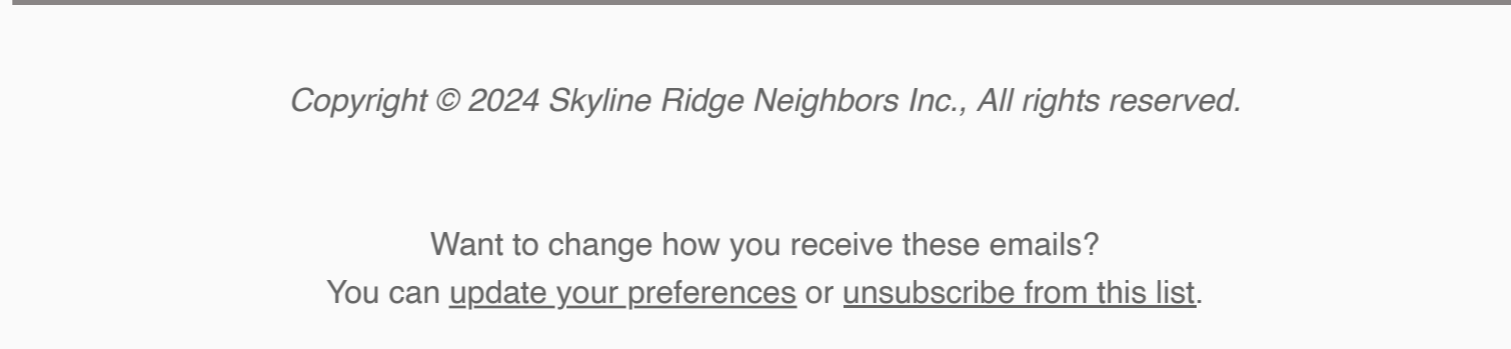 Copyright © 2024 Skyline Ridge Neighbors Inc., All rights reserved.
Want to change how you receive these emails?
You can update your preferences or unsubscribe from this list.